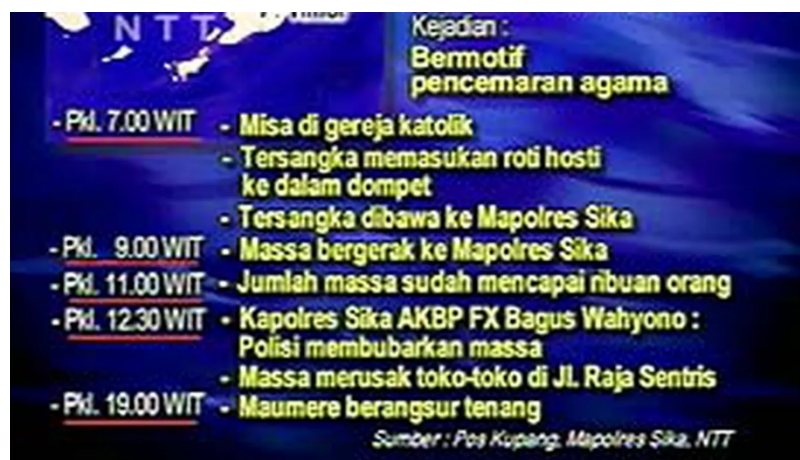 NTT
Kejadian :
Bermotif
pencemaran agama
- Pkl. 7.00 WIT - Misa di gereja katolik
- Tersangka memasukan roti hosti
ke dalam dompet
- Tersangka dibawa ke Mapolres Sika
- Pkl. 9.00 WIT - Massa bergerak ke Mapolres Sika
- Pkl. 11.00 WIT - Jumlah massa sudah mencapai ribuan orang
- Pkl. 12.30 WIT - Kapolres Sika AKBP FX Bagus Wahyono :
Polisi membubarkan massa
- Massa merusak toko-toko di Jl. Raja Sentris
- Pkl. 19.00 WIT - Maumere berangsur tenang
Sumber : Pos Kupang, Mapolres Sika, NTT